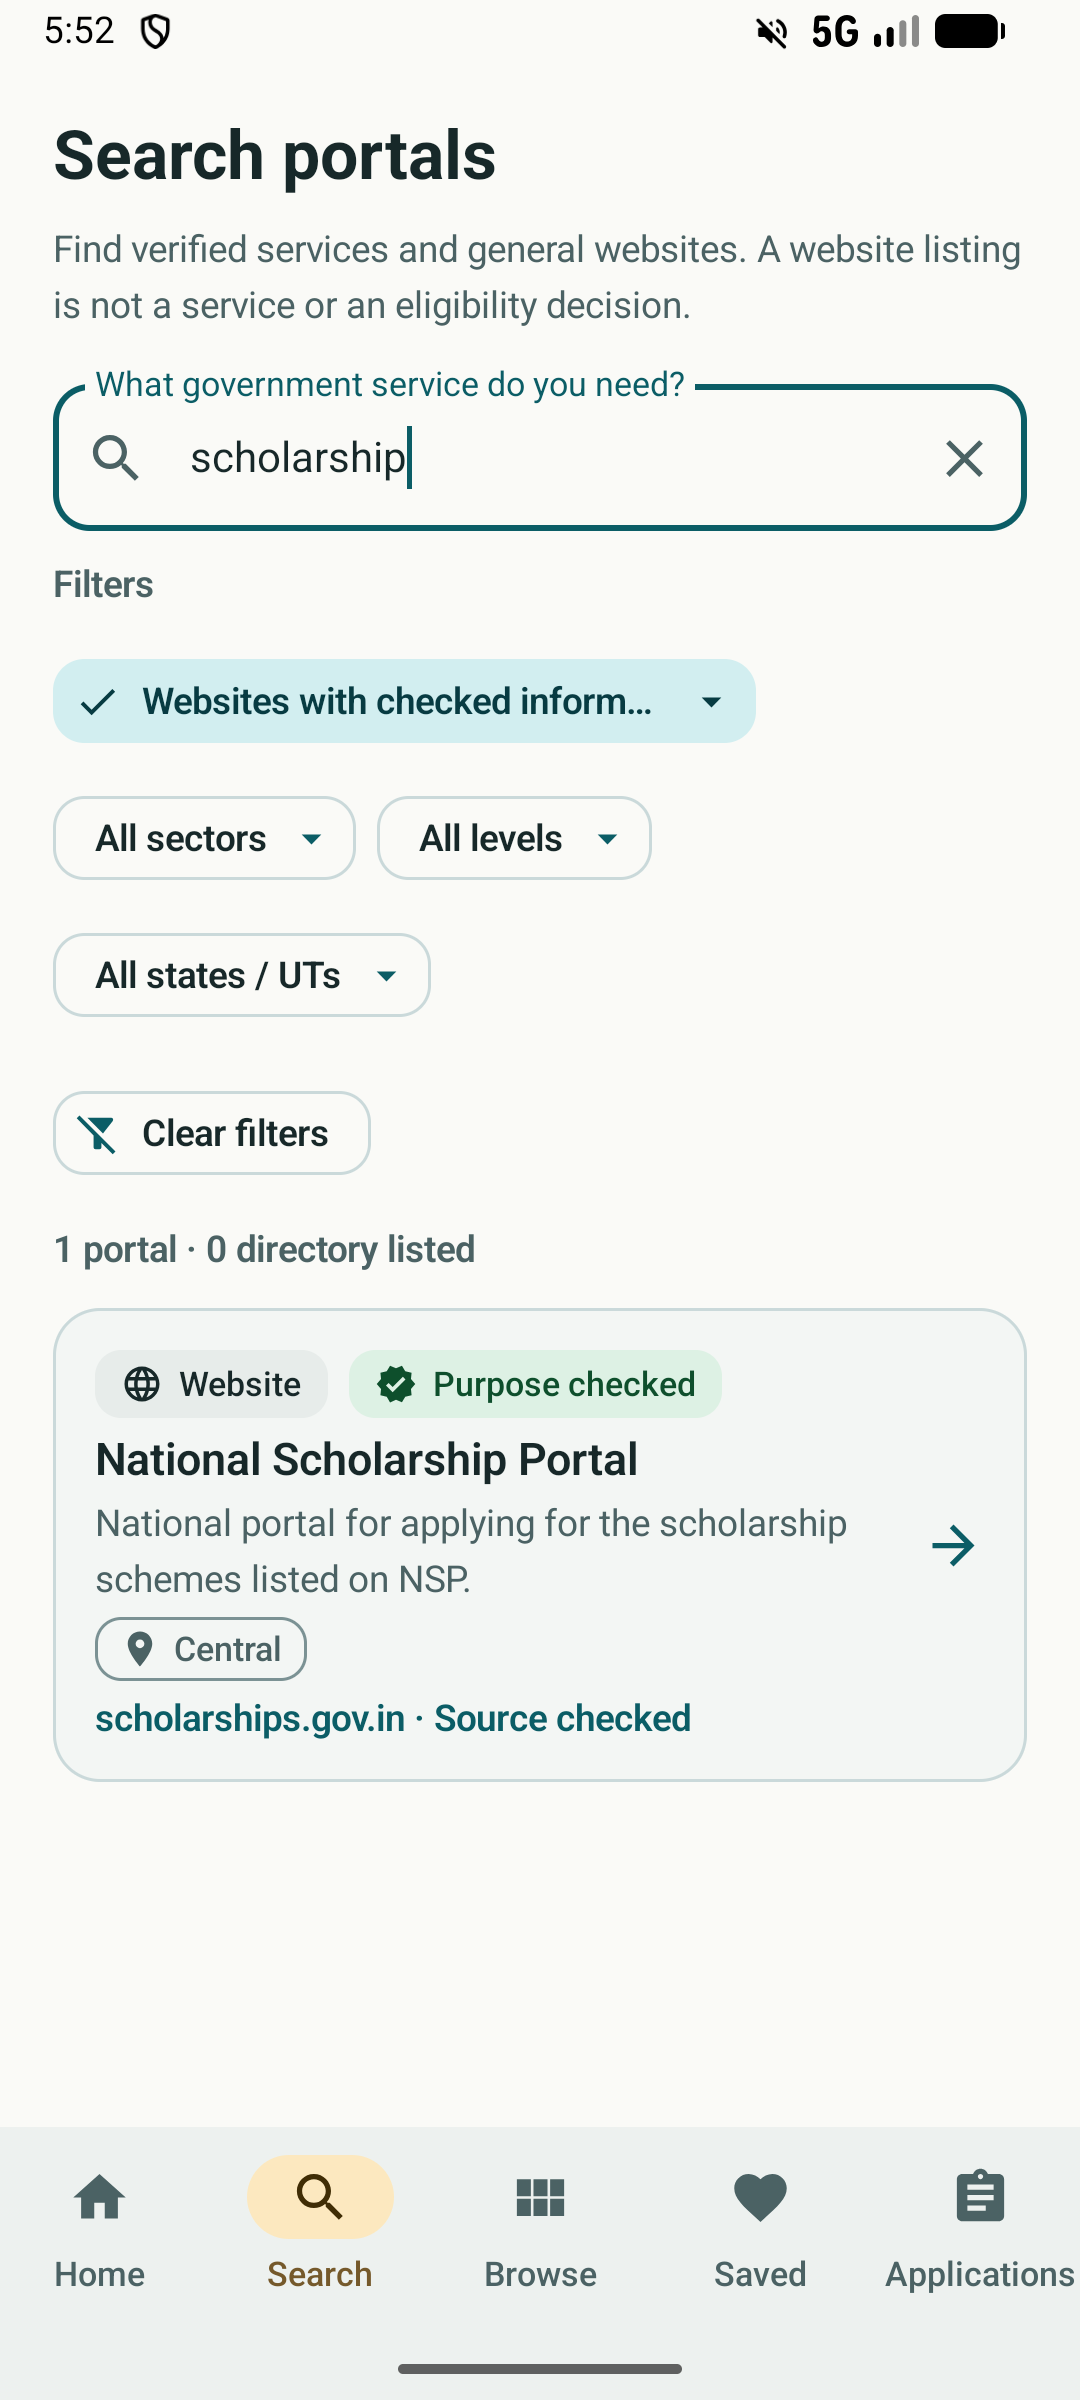 5:52
5G
Search portals
Find verified services and general websites. A website listing
is not a service or an eligibility decision.
What government service do you need?
scholarship
Filters
Websites with checked inform...
All sectors
All levels
All states / UTs
Clear filters
1 portal · 0 directory listed
Website
Purpose checked
National Scholarship Portal
National portal for applying for the scholarship
schemes listed on NSP.
Central
scholarships.gov.in · Source checked
Home
Search
Browse
Saved
Applications